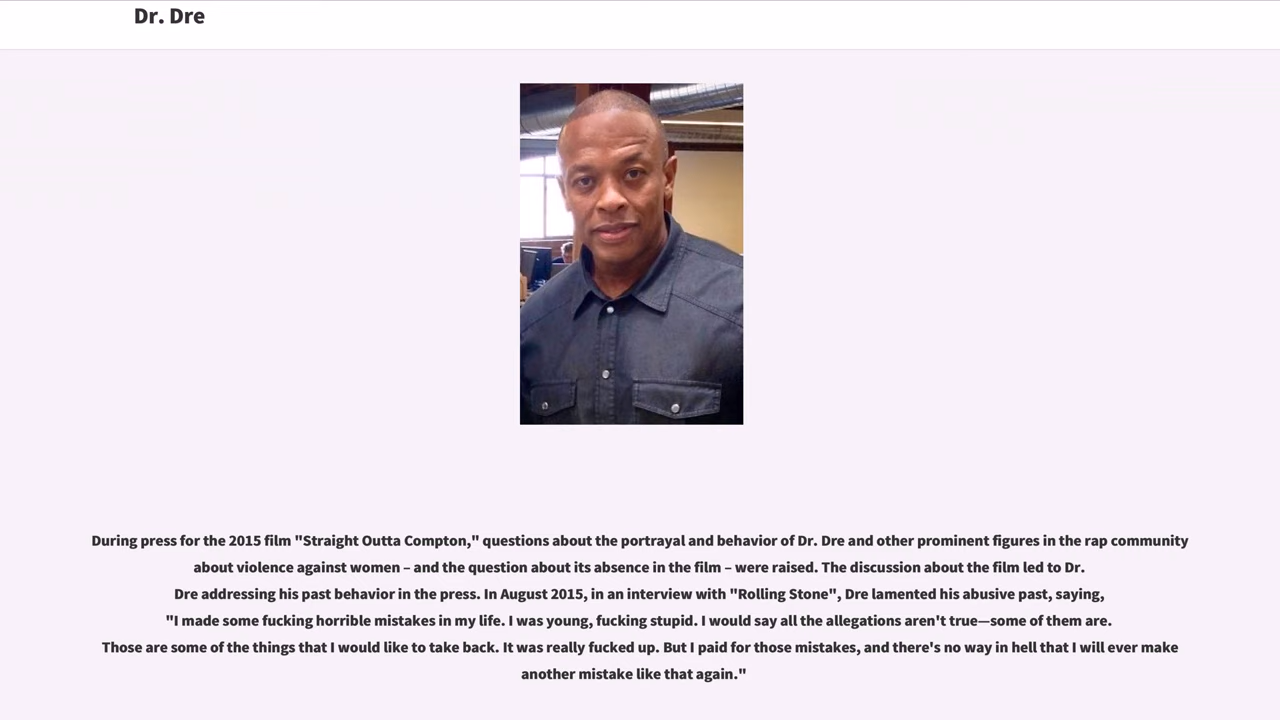 Dr. Dre
During press for the 2015 film "Straight Outta Compton," questions about the portrayal and behavior of Dr. Dre and other prominent figures in the rap community
about violence against women – and the question about its absence in the film – were raised. The discussion about the film led to Dr.
Dre addressing his past behavior in the press. In August 2015, in an interview with "Rolling Stone", Dre lamented his abusive past, saying,
"I made some fucking horrible mistakes in my life. I was young, fucking stupid. I would say all the allegations aren't true—some of them are.
Those are some of the things that I would like to take back. It was really fucked up. But I paid for those mistakes, and there's no way in hell that I will ever make
another mistake like that again."